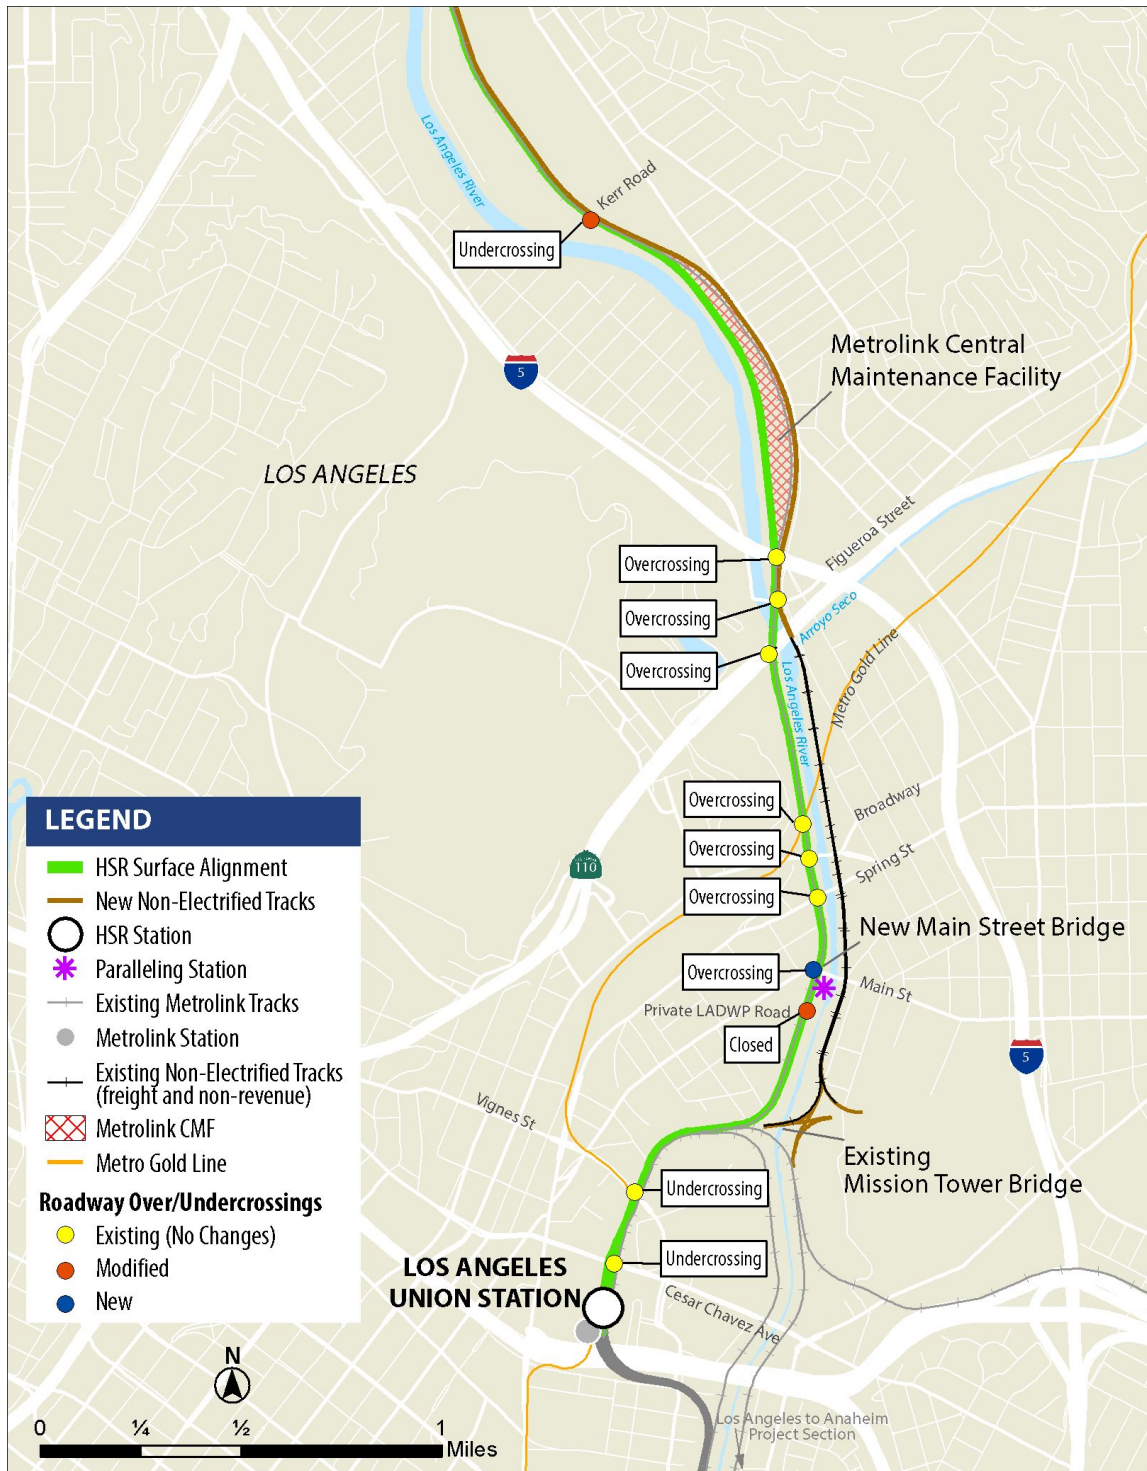 Los Angeles River
Kerr Road
Undercrossing
5
Metrolink Central
Maintenance Facility
LOS ANGELES
Figueroa Street
Overcrossing
Overcrossing
Arroyo Seco
Overcrossing
Los Angeles River
Metro Gold Line
Overcrossing
Broadway
Overcrossing
Spring St
110
Overcrossing
New Main Street Bridge
Overcrossing
Main St
Private LADWP Road
Closed
5
Vignes St
Existing
Mission Tower Bridge
Undercrossing
Undercrossing
LOS ANGELES
UNION STATION
Cesar Chavez Ave
Los Angeles to Anaheim
Project Section
LEGEND
HSR Surface Alignment
New Non-Electrified Tracks
HSR Station
Paralleling Station
Existing Metrolink Tracks
Metrolink Station
Existing Non-Electrified Tracks
(freight and non-revenue)
Metrolink CMF
Metro Gold Line
Roadway Over/Undercrossings
Existing (No Changes)
Modified
New
N
0 ¼ ½ 1
Miles